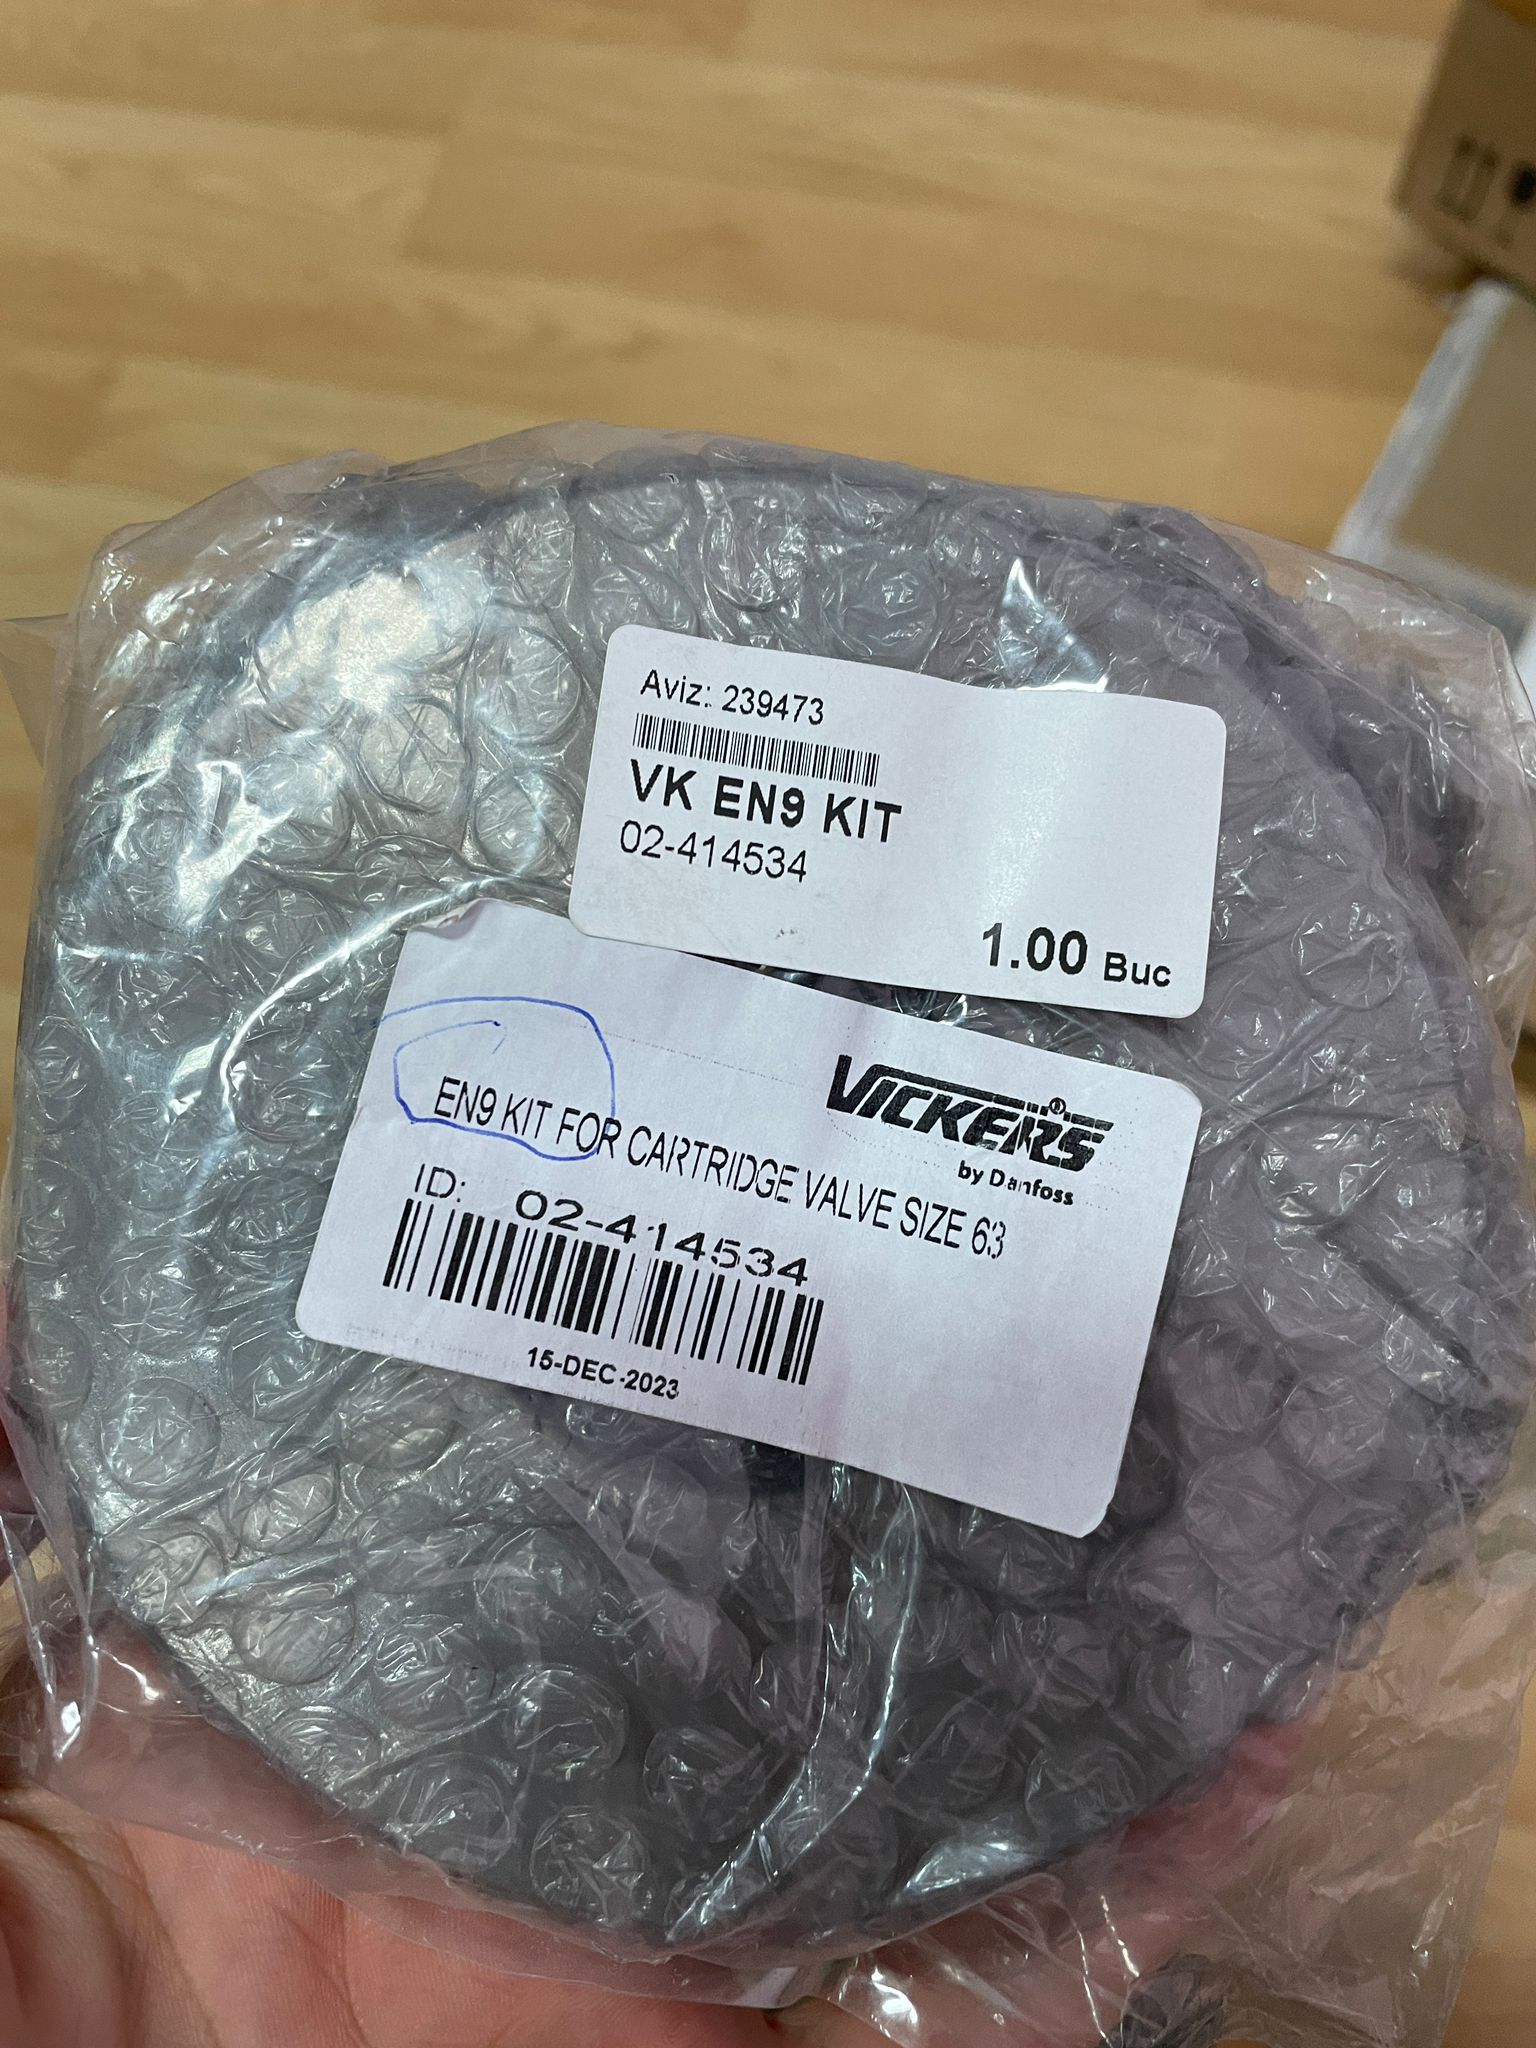 Aviz: 239473
VK EN9 KIT
02-414534
1.00 Buc
VICKERS®
by Danfoss
EN9 KIT FOR CARTRIDGE VALVE SIZE 63
ID: 02-414534
15-DEC-2023